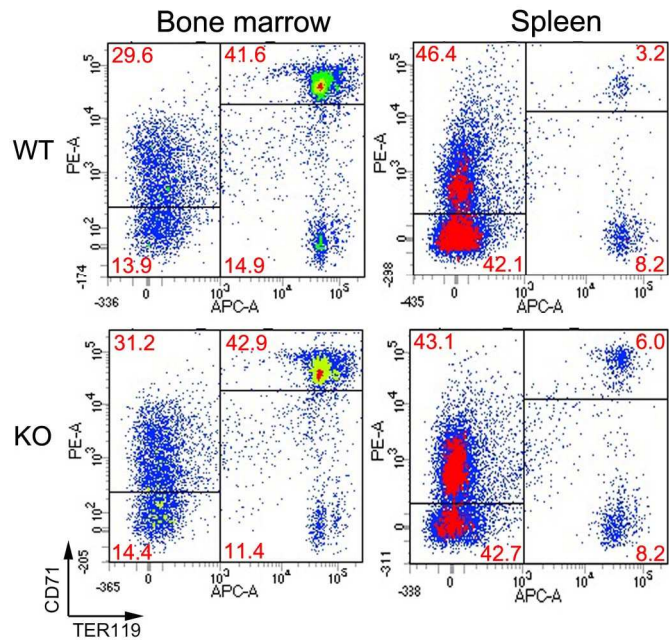 Bone marrow Spleen
WT
29.6 41.6
PE-A
10⁵
10⁴
10³
10²
0
-174
13.9 14.9
-336 0 10³ 10⁴ 10⁵
APC-A
46.4 3.2
PE-A
10⁵
10⁴
10³
0
-298
42.1 8.2
-435 0 10³ 10⁴ 10⁵
APC-A
KO
31.2 42.9
PE-A
10⁵
10⁴
10³
10²
0
-205
14.4 11.4
-365 0 10³ 10⁴ 10⁵
APC-A
43.1 6.0
PE-A
10⁵
10⁴
10³
0
-311
42.7 8.2
-338 0 10³ 10⁴ 10⁵
APC-A
CD71
TER119